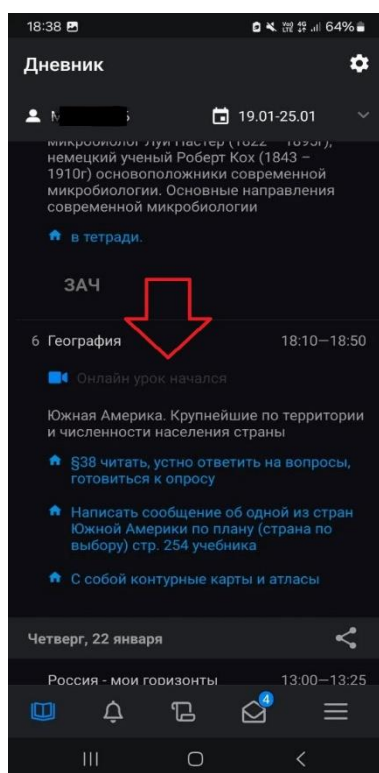 18:38 64%
Дневник
19.01-25.01
микробиолог Луи Пастер (1822 – 1895г),
немецкий ученый Роберт Кох (1843 –
1910г) основоположники современной
микробиологии. Основные направления
современной микробиологии
в тетради.
ЗАЧ
6 География 18:10–18:50
Онлайн урок начался
Южная Америка. Крупнейшие по территории
и численности населения страны
§38 читать, устно ответить на вопросы,
готовиться к опросу
Написать сообщение об одной из стран
Южной Америки по плану (страна по
выбору) стр. 254 учебника
С собой контурные карты и атласы
Четверг, 22 января
Россия - мои горизонты 13:00–13:25
4